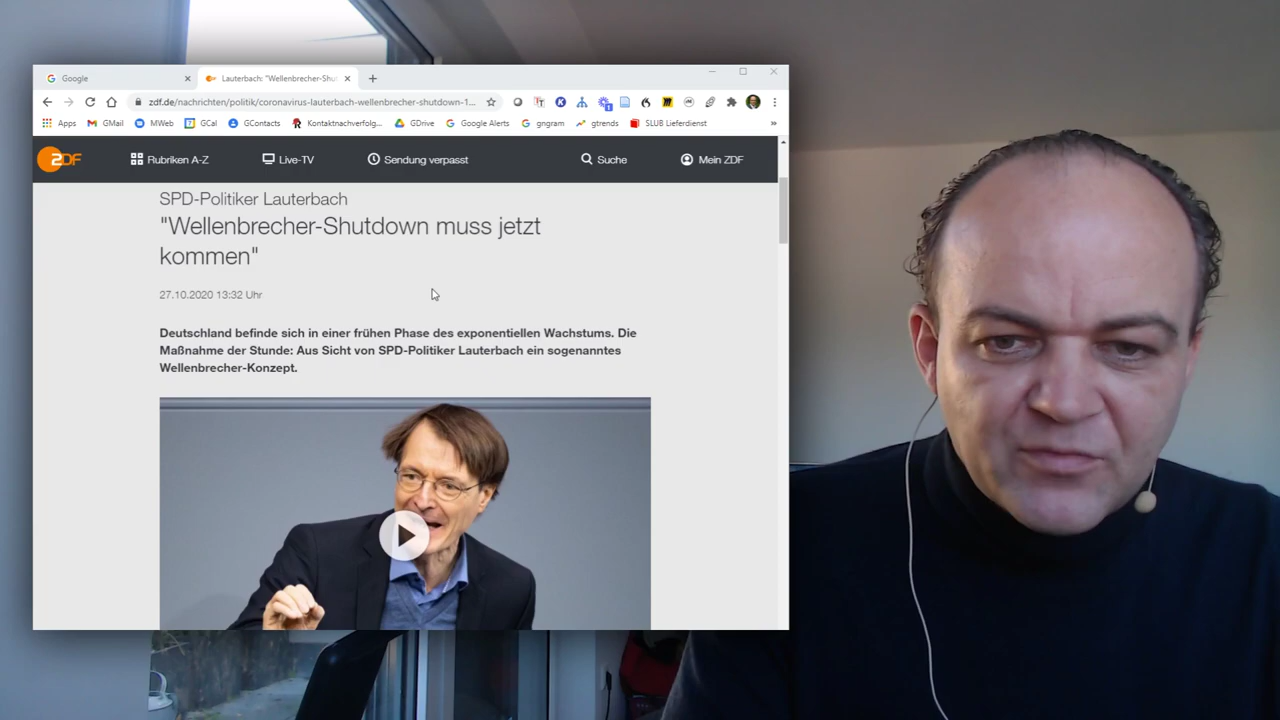 Google
Lauterbach: "Wellenbrecher-Shut
zdf.de/nachrichten/politik/coronavirus-lauterbach-wellenbrecher-shutdown-1...
Apps GMail MWeb GCal GContacts Kontaktnachverfolg... GDrive Google Alerts gngram gtrends SLUB Lieferdienst »
ZDF Rubriken A-Z Live-TV Sendung verpasst Suche Mein ZDF
SPD-Politiker Lauterbach
"Wellenbrecher-Shutdown muss jetzt
kommen"
27.10.2020 13:32 Uhr
Deutschland befinde sich in einer frühen Phase des exponentiellen Wachstums. Die
Maßnahme der Stunde: Aus Sicht von SPD-Politiker Lauterbach ein sogenanntes
Wellenbrecher-Konzept.